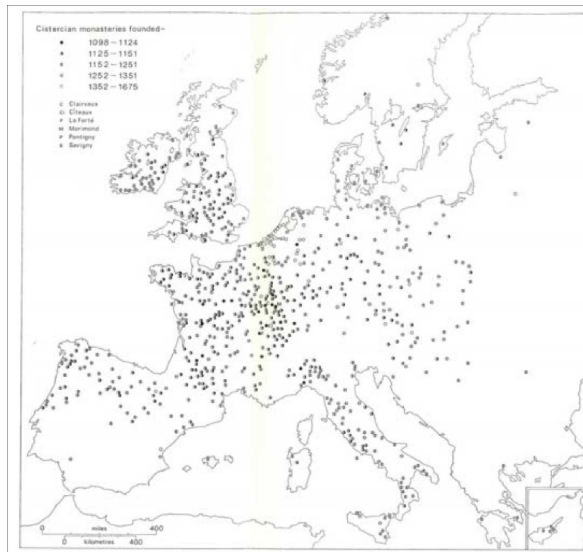 Cistercian monasteries founded–
1098 – 1124
1125 – 1151
1152 – 1251
1252 – 1351
1352 – 1675
C Clairvaux
Ci Cîteaux
F La Ferté
M Morimond
P Pontigny
S Savigny
0 miles 400
0 kilometres 400